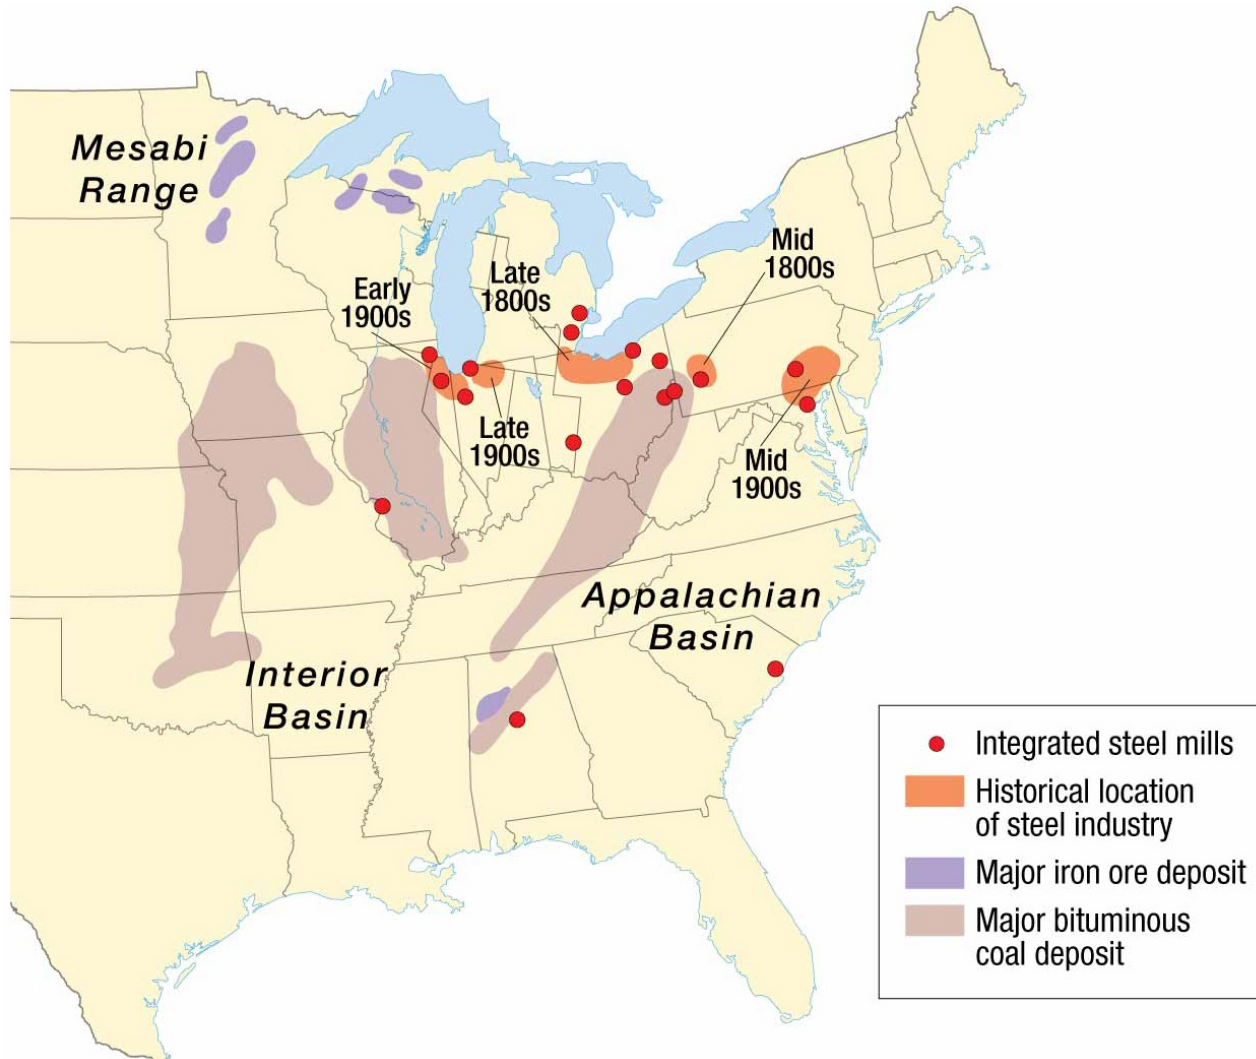 Mesabi
Range
Mid
1800s
Late
1800s
Early
1900s
Late
1900s
Mid
1900s
Appalachian
Basin
Interior
Basin
Integrated steel mills
Historical location
of steel industry
Major iron ore deposit
Major bituminous
coal deposit